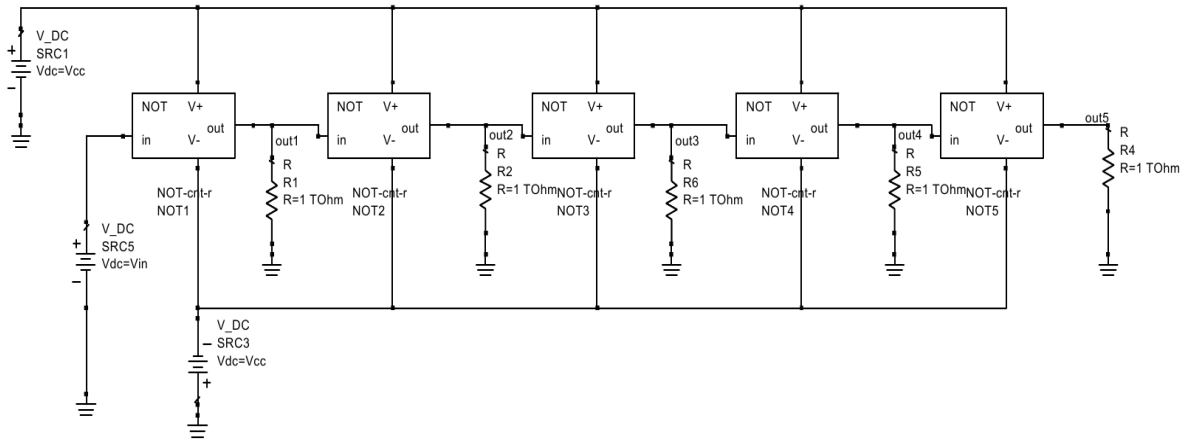 V_DC
SRC1
Vdc=Vcc
+
−
NOT V+
in V- out
NOT-cnt-r
NOT1
out1
R
R1
R=1 TOhm
NOT V+
in V- out
NOT-cnt-r
NOT2
out2
R
R2
R=1 TOhm
NOT V+
in V- out
NOT-cnt-r
NOT3
out3
R
R6
R=1 TOhm
NOT V+
in V- out
NOT-cnt-r
NOT4
out4
R
R5
R=1 TOhm
NOT V+
in V- out
NOT-cnt-r
NOT5
out5
R
R4
R=1 TOhm
V_DC
SRC5
Vdc=Vin
+
−
V_DC
SRC3
Vdc=Vcc
−
+